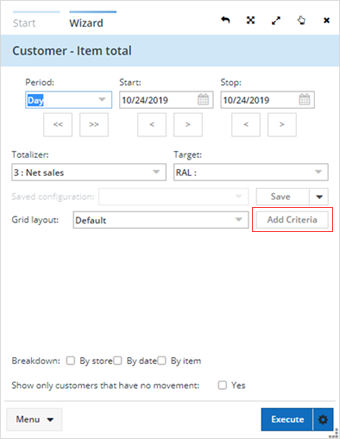 Start Wizard
Customer - Item total
Period: Start: Stop:
Day 10/24/2019 10/24/2019
<< >> < > < >
Totalizer: Target:
3 : Net sales RAL :
Saved configuration: Save
Grid layout: Default Add Criteria
Breakdown: By store By date By item
Show only customers that have no movement: Yes
Menu Execute